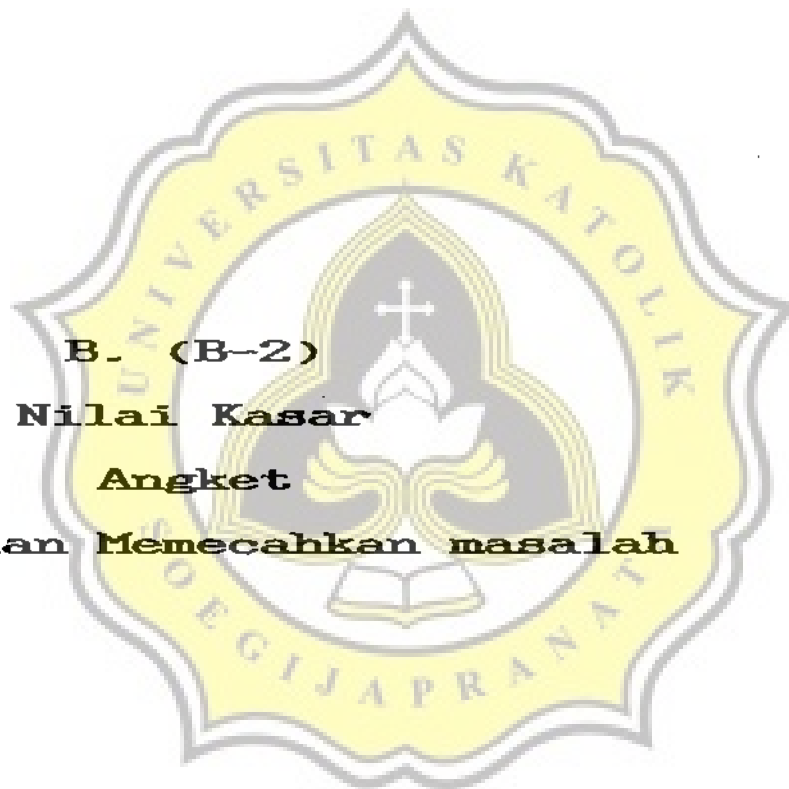 UNIVERSITAS KATOLIK
B. (B-2)
Nilai Kasar
Angket
an Memecahkan masalah
SOEGIJAPRANATA